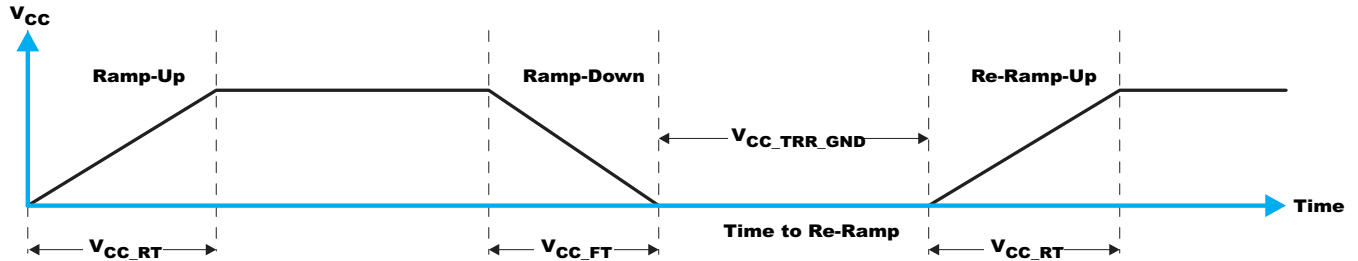 VCC
Ramp-Up
Ramp-Down
Re-Ramp-Up
VCC_TRR_GND
Time
Time to Re-Ramp
VCC_RT
VCC_FT
VCC_RT